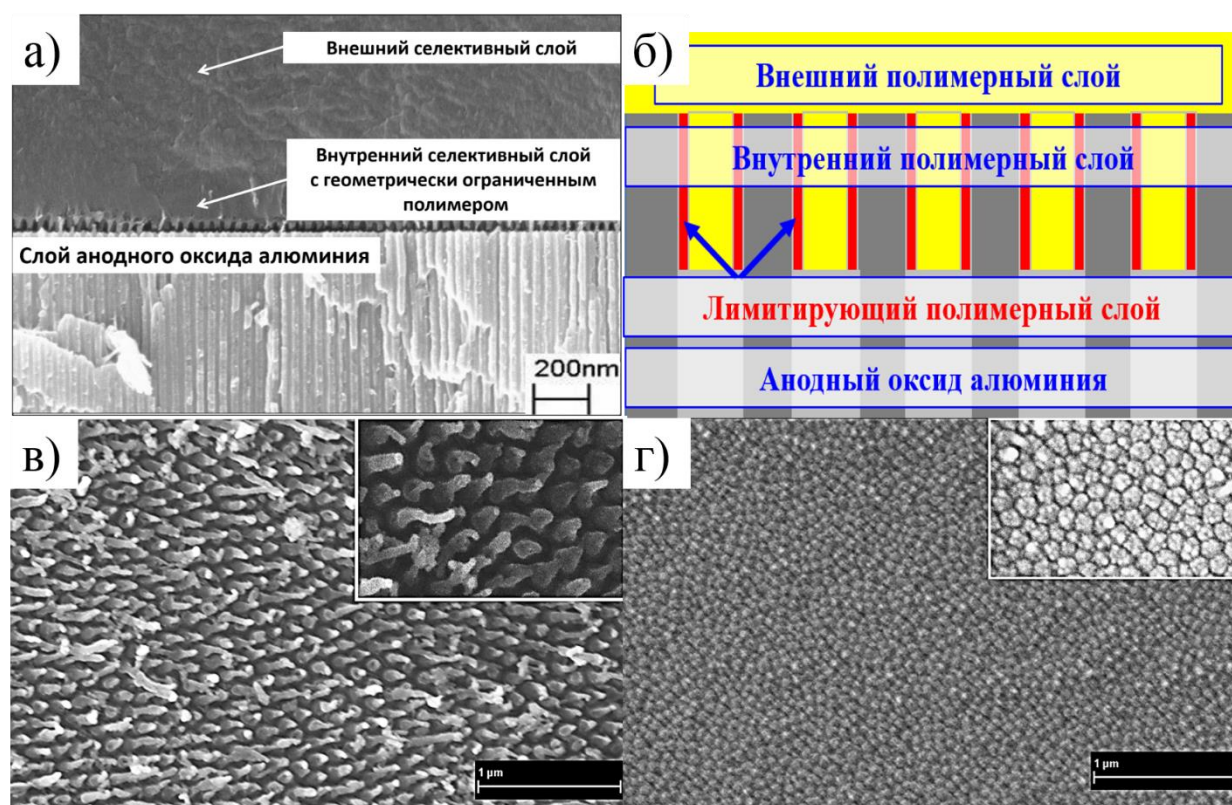 а)
Внешний селективный слой
Внутренний селективный слой
с геометрически ограниченным
полимером
Слой анодного оксида алюминия
200nm
б)
Внешний полимерный слой
Внутренний полимерный слой
Лимитирующий полимерный слой
Анодный оксид алюминия
в)
1 µm
г)
1 µm